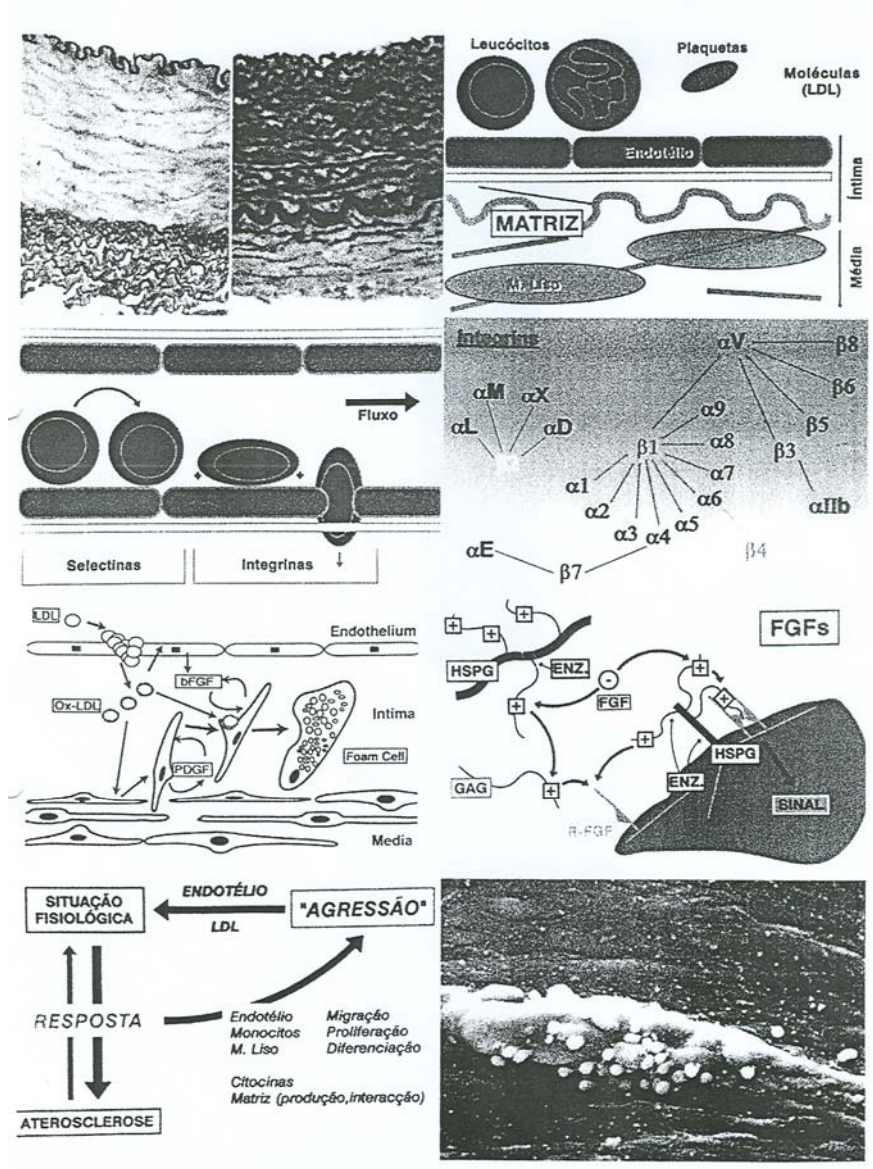 Leucócitos
Plaquetas
Moléculas
(LDL)
Endotélio
Íntima
MATRIZ
M. Liso
Média
Fluxo
Selectinas
Integrinas
Integrins
αV
β8
αM
αX
β6
α9
αL
αD
β5
β1
α8
β3
α7
α1
α6
α2
αIIb
α3
α4
α5
αE
β4
β7
LDL
Endothelium
bFGF
Ox-LDL
Intima
Foam Cell
PDGF
Media
FGFs
HSPG
ENZ.
FGF
HSPG
GAG
ENZ.
SINAL
R-FGF
SITUAÇÃO
FISIOLÓGICA
ENDOTÉLIO
LDL
"AGRESSÃO"
RESPOSTA
Endotélio Migração
Monocitos Proliferação
M. Liso Diferenciação
Citocinas
Matriz (produção,interacção)
ATEROSCLEROSE